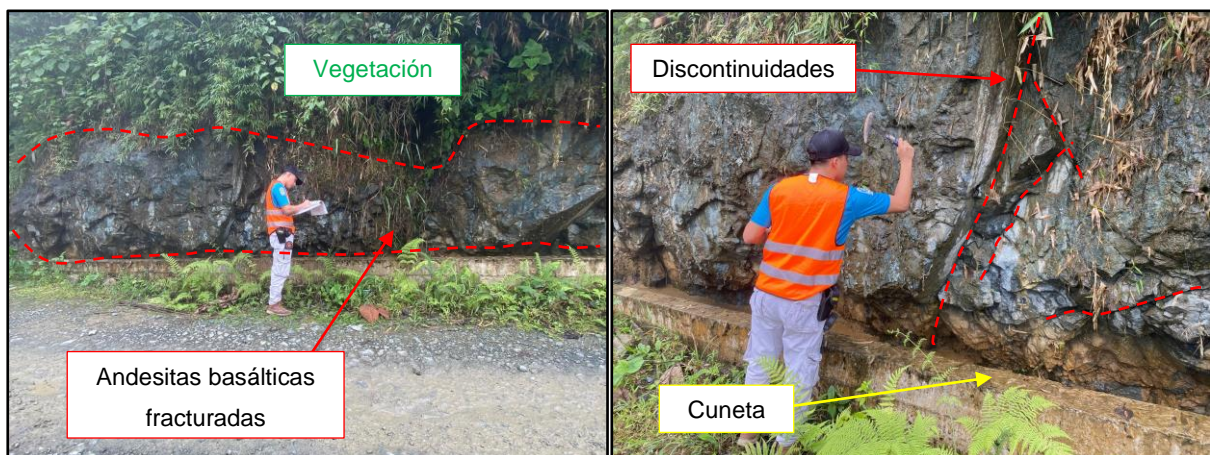 Vegetación
Andesitas basálticas
fracturadas
Discontinuidades
Cuneta